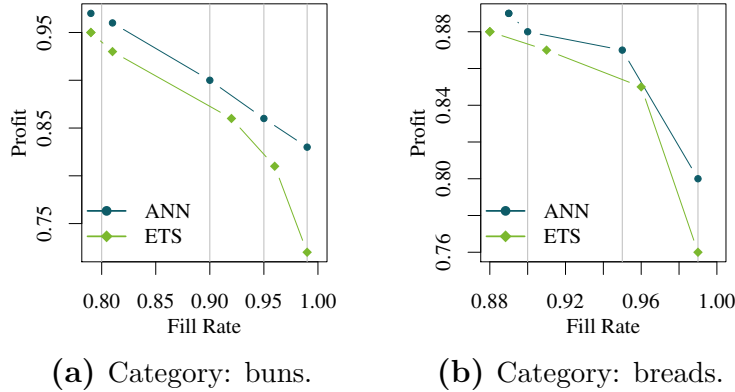 0.95
0.85
0.75
Profit
ANN
ETS
0.80 0.85 0.90 0.95 1.00
Fill Rate
(a) Category: buns.
0.88
0.84
0.80
0.76
Profit
ANN
ETS
0.88 0.92 0.96 1.00
Fill Rate
(b) Category: breads.